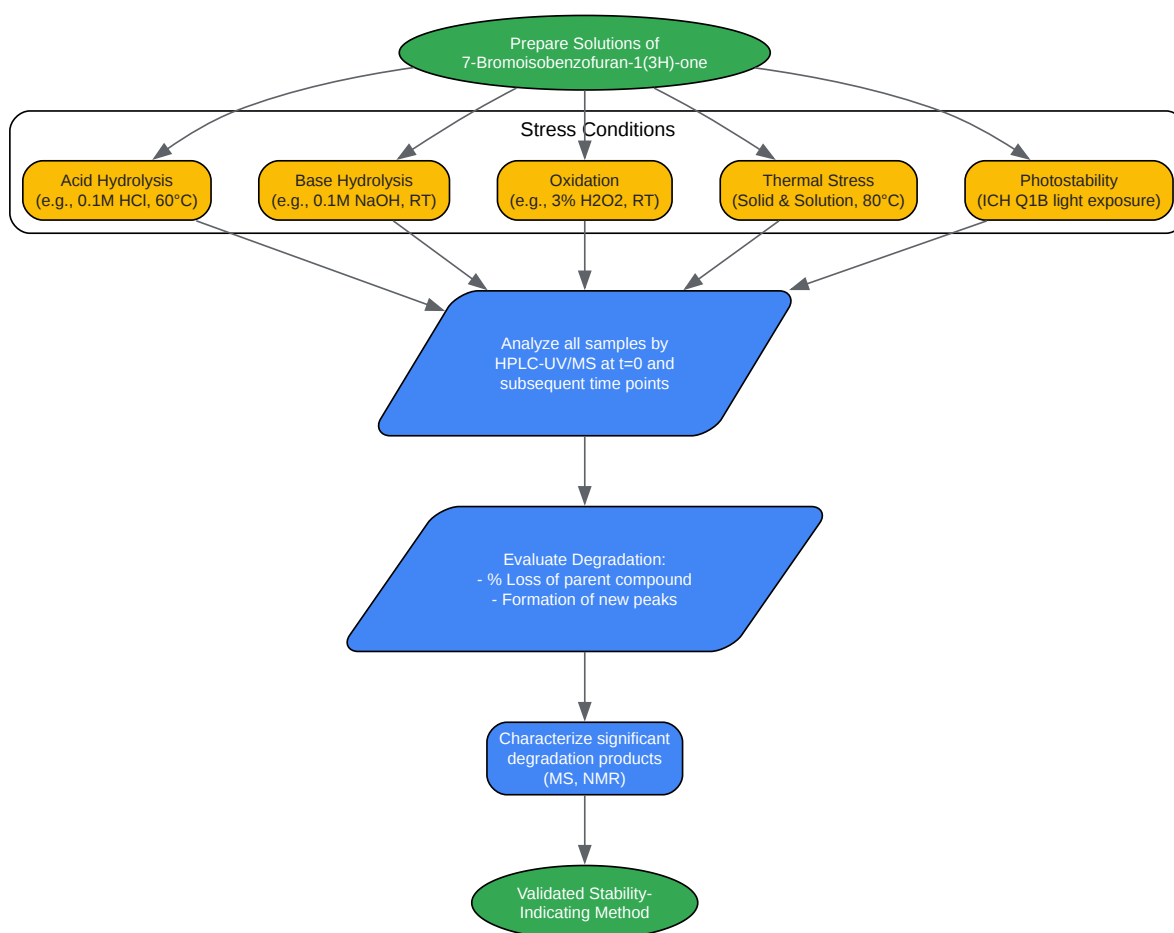 Prepare Solutions of
7-Bromoisobenzofuran-1(3H)-one
Stress Conditions
Acid Hydrolysis
(e.g., 0.1M HCl, 60°C)
Base Hydrolysis
(e.g., 0.1M NaOH, RT)
Oxidation
(e.g., 3% H2O2, RT)
Thermal Stress
(Solid & Solution, 80°C)
Photostability
(ICH Q1B light exposure)
Analyze all samples by
HPLC-UV/MS at t=0 and
subsequent time points
Evaluate Degradation:
- % Loss of parent compound
- Formation of new peaks
Characterize significant
degradation products
(MS, NMR)
Validated Stability-
Indicating Method